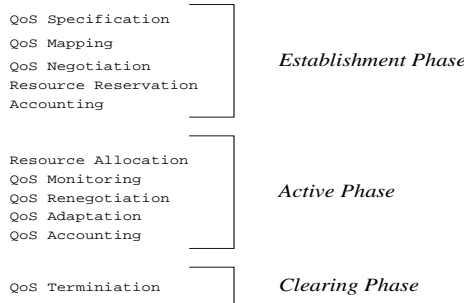 QoS Specification
QoS Mapping
QoS Negotiation
Resource Reservation
Accounting
Establishment Phase
Resource Allocation
QoS Monitoring
QoS Renegotiation
QoS Adaptation
QoS Accounting
Active Phase
QoS Terminiation
Clearing Phase